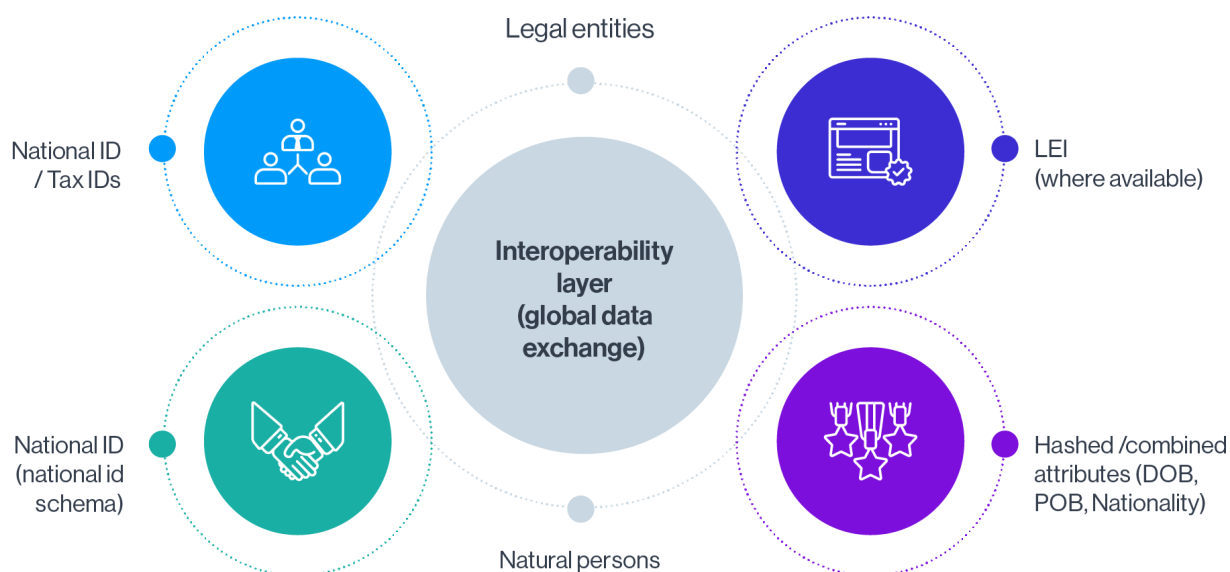 Legal entities
National ID
/ Tax IDs
LEI
(where available)
Interoperability
layer
(global data
exchange)
National ID
(national id
schema)
Hashed /combined
attributes (DOB,
POB, Nationality)
Natural persons